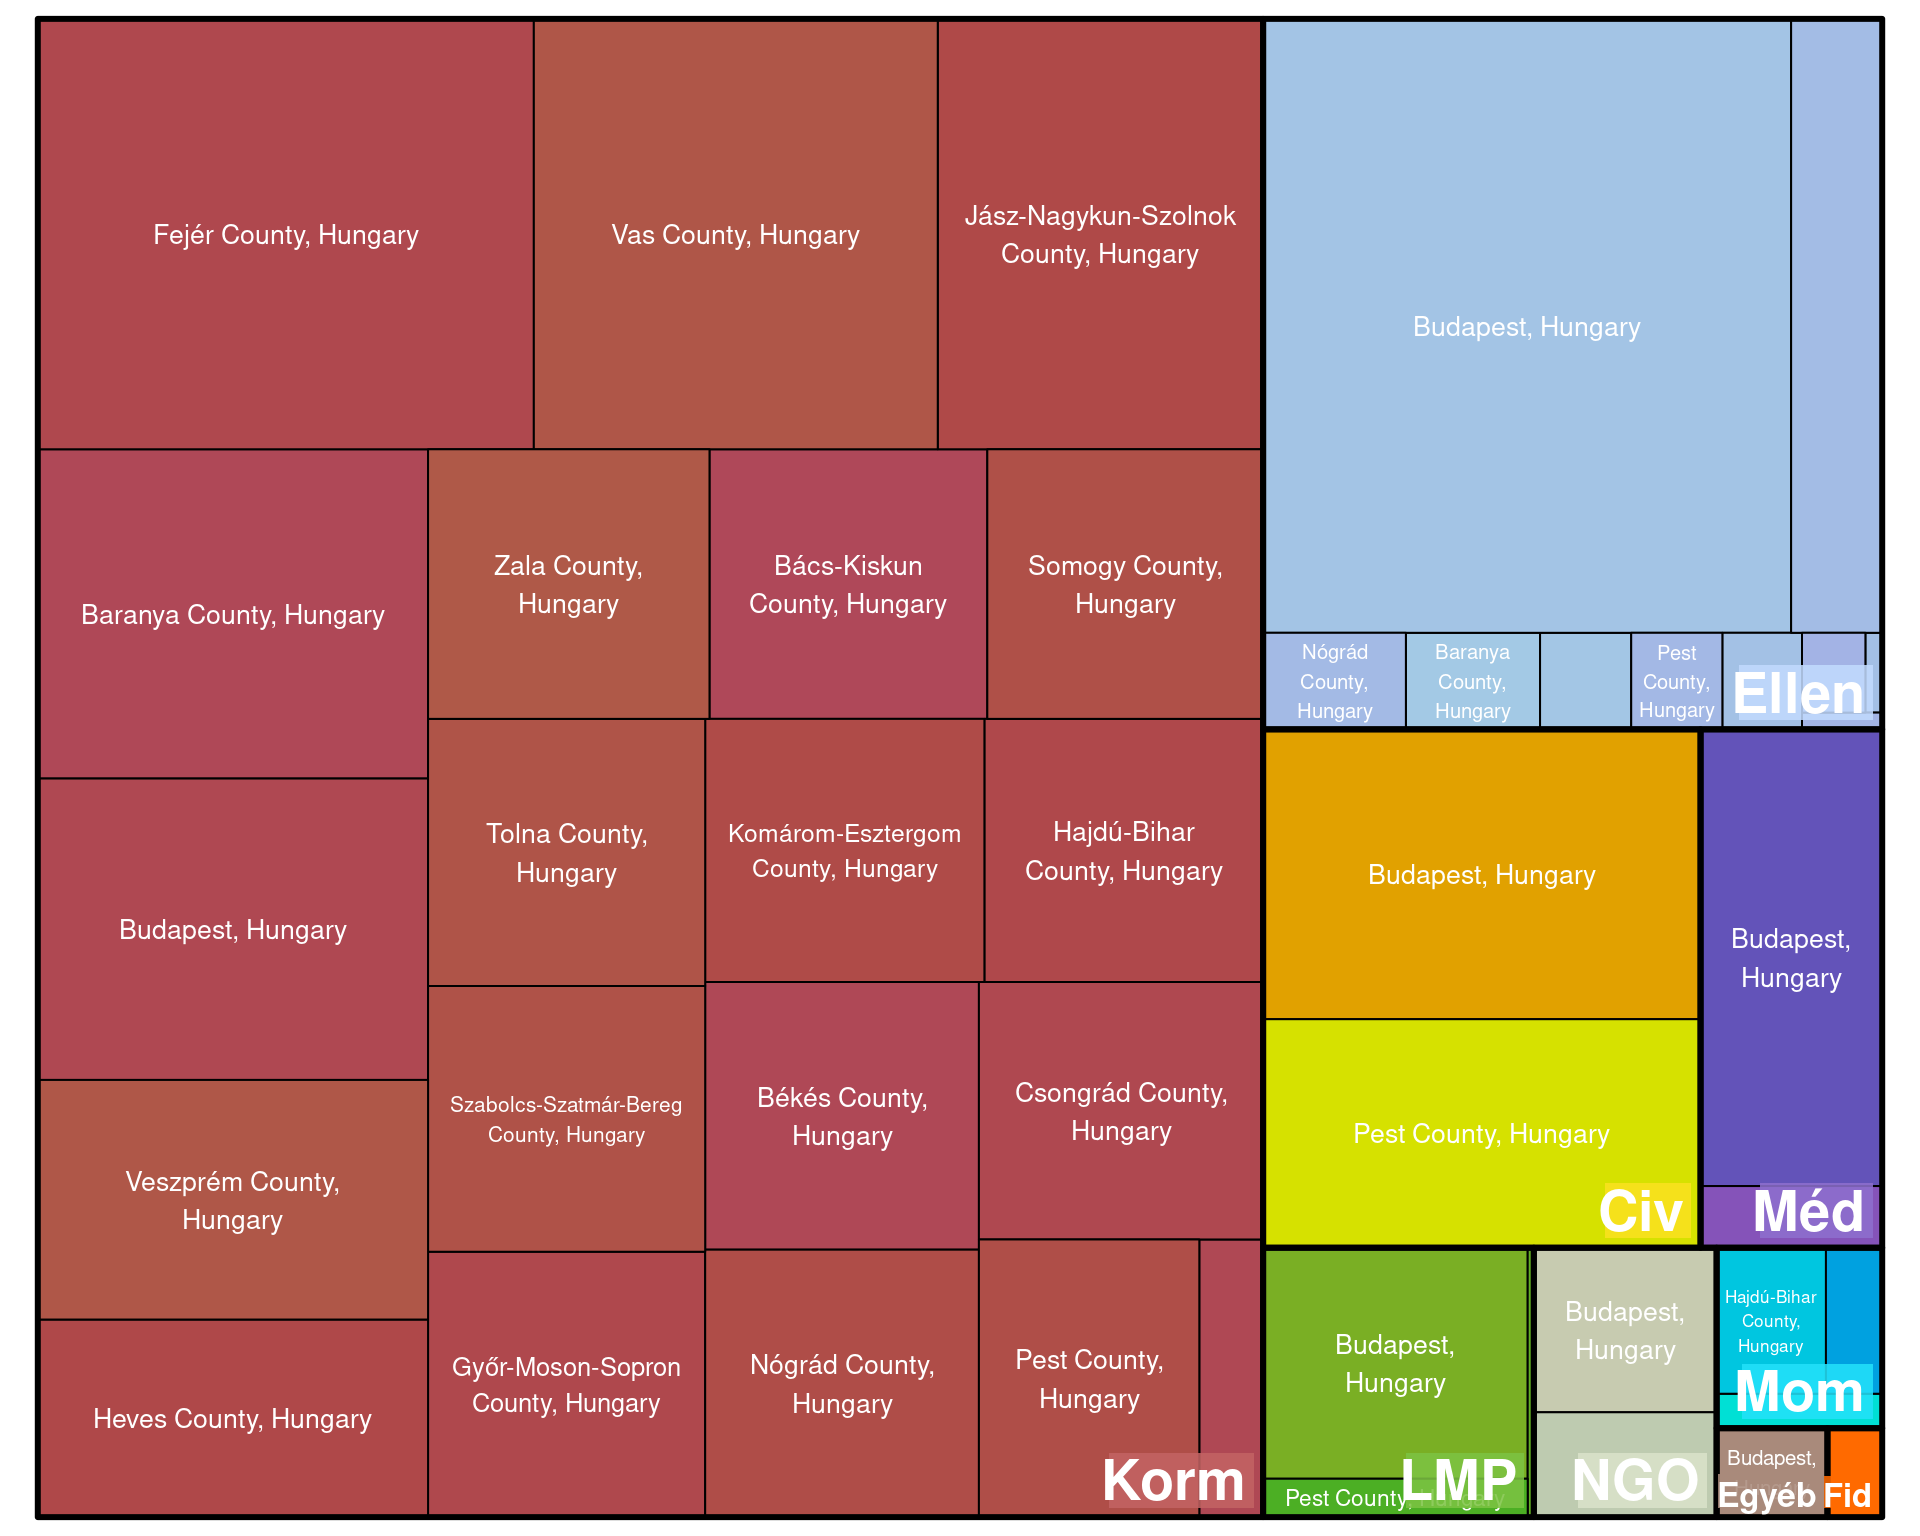 Fejér County, Hungary
Vas County, Hungary
Jász-Nagykun-Szolnok
County, Hungary
Baranya County, Hungary
Zala County,
Hungary
Bács-Kiskun
County, Hungary
Somogy County,
Hungary
Budapest, Hungary
Tolna County,
Hungary
Komárom-Esztergom
County, Hungary
Hajdú-Bihar
County, Hungary
Veszprém County,
Hungary
Szabolcs-Szatmár-Bereg
County, Hungary
Békés County,
Hungary
Csongrád County,
Hungary
Heves County, Hungary
Győr-Moson-Sopron
County, Hungary
Nógrád County,
Hungary
Pest County,
Hungary
Korm
Budapest, Hungary
Nógrád
County,
Hungary
Baranya
County,
Hungary
Pest
County,
Hungary
Ellen
Budapest, Hungary
Pest County, Hungary
Civ
Budapest,
Hungary
Méd
Budapest,
Hungary
Pest County, Hungary
LMP
Budapest,
Hungary
NGO
Hajdú-Bihar
County,
Hungary
Mom
Budapest,
Egyéb
Fid